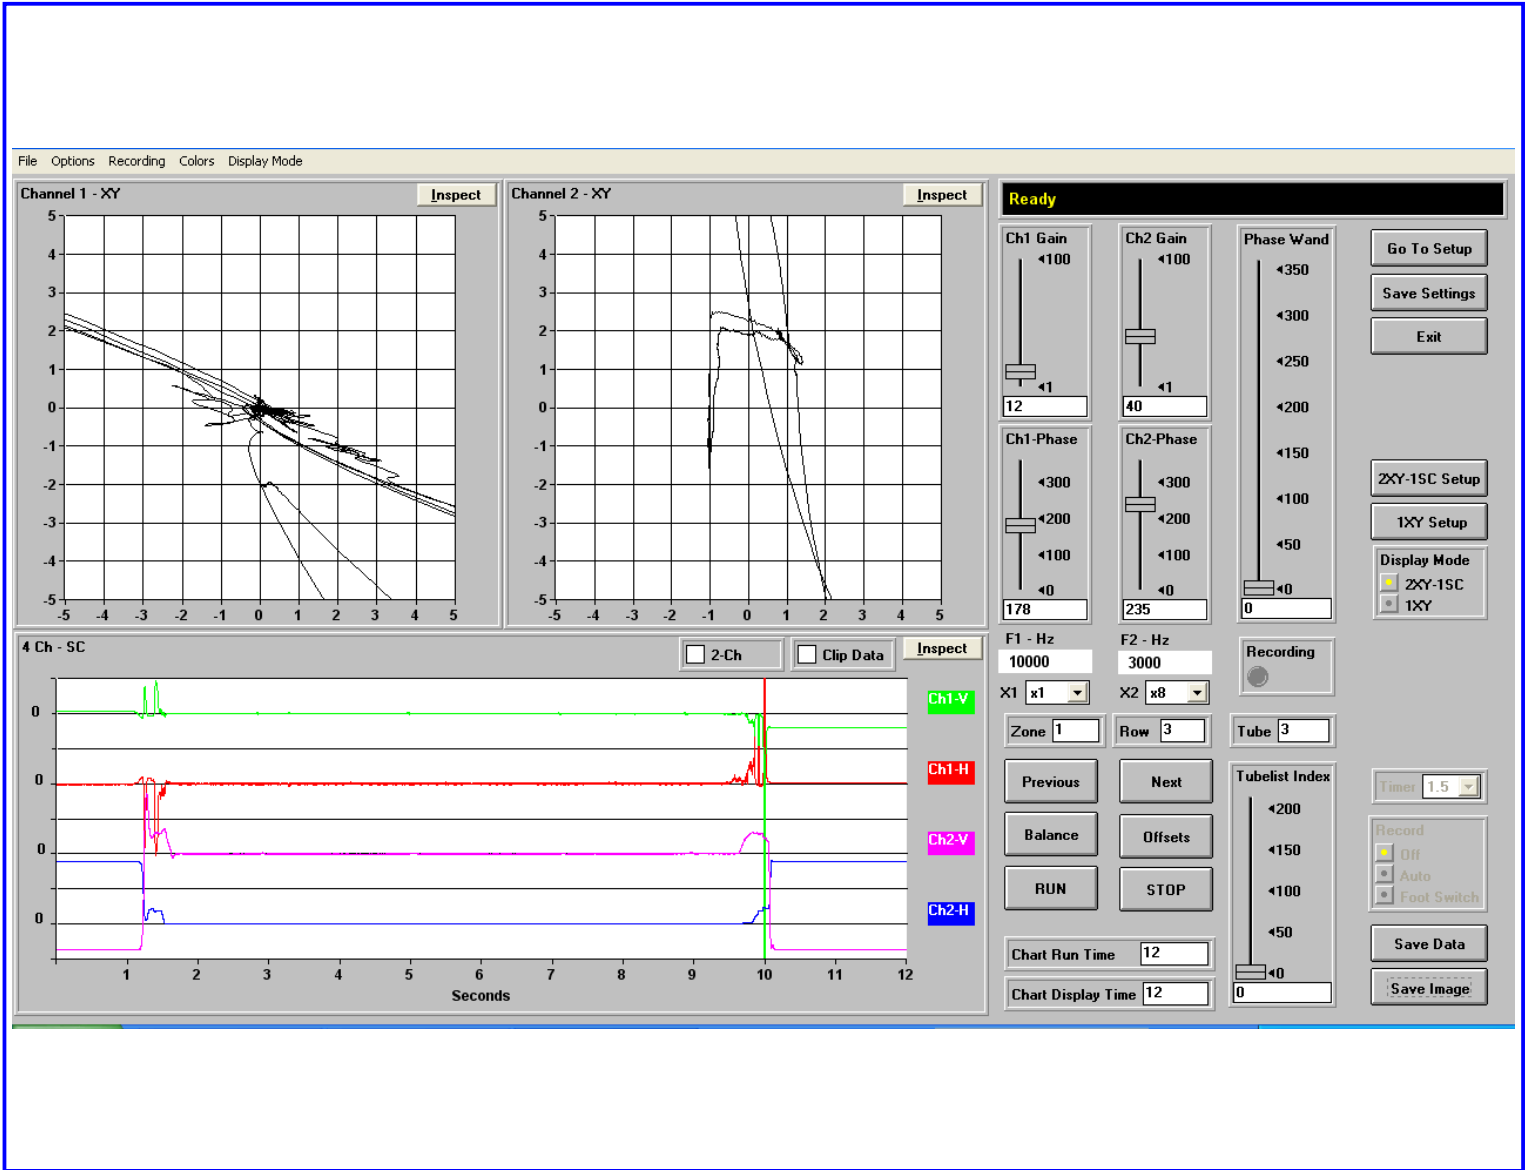 File Options Recording Colors Display Mode
Channel 1 - XY
Inspect
5
4
3
2
1
0
-1
-2
-3
-4
-5
-5 -4 -3 -2 -1 0 1 2 3 4 5
Channel 2 - XY
Inspect
5
4
3
2
1
0
-1
-2
-3
-4
-5
-5 -4 -3 -2 -1 0 1 2 3 4 5
4 Ch - SC
2-Ch
Clip Data
Inspect
0
0
0
0
Ch1-V
Ch1-H
Ch2-V
Ch2-H
1 2 3 4 5 6 7 8 9 10 11 12
Seconds
Ready
Ch1 Gain
100
1
12
Ch2 Gain
100
1
40
Ch1-Phase
300
200
100
0
178
Ch2-Phase
300
200
100
0
235
Phase Wand
350
300
250
200
150
100
50
0
0
Go To Setup
Save Settings
Exit
2XY-1SC Setup
1XY Setup
Display Mode
2XY-1SC
1XY
F1 - Hz
10000
F2 - Hz
3000
X1 x1
X2 x8
Recording
Zone 1
Row 3
Tube 3
Previous
Next
Balance
Offsets
RUN
STOP
Chart Run Time 12
Chart Display Time 12
Tubelist Index
200
150
100
50
0
0
Timer 1.5
Record
Off
Auto
Foot Switch
Save Data
Save Image